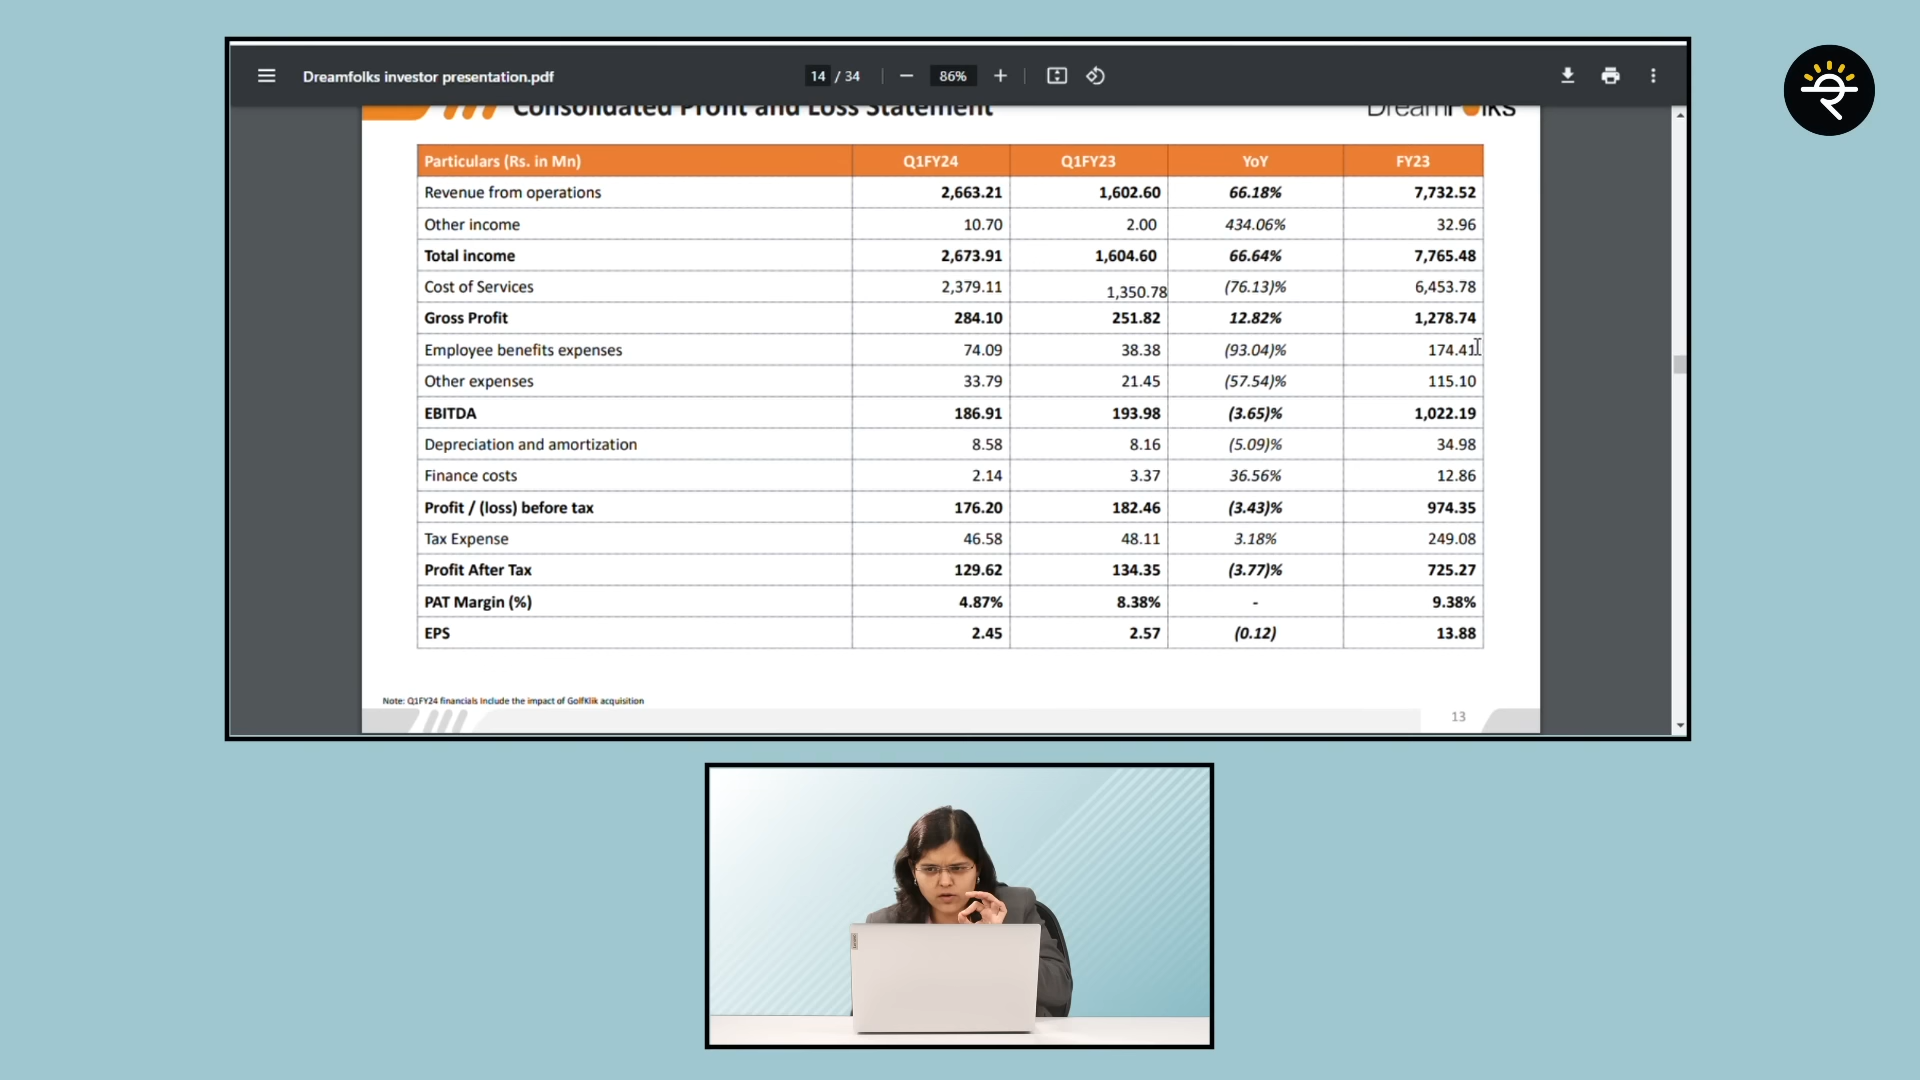 Dreamfolks investor presentation.pdf 14 / 34 86%
Consolidated Profit and Loss Statement DreamFolks
Particulars (Rs. in Mn) Q1FY24 Q1FY23 YoY FY23
Revenue from operations 2,663.21 1,602.60 66.18% 7,732.52
Other income 10.70 2.00 434.06% 32.96
Total income 2,673.91 1,604.60 66.64% 7,765.48
Cost of Services 2,379.11 1,350.78 (76.13)% 6,453.78
Gross Profit 284.10 251.82 12.82% 1,278.74
Employee benefits expenses 74.09 38.38 (93.04)% 174.41
Other expenses 33.79 21.45 (57.54)% 115.10
EBITDA 186.91 193.98 (3.65)% 1,022.19
Depreciation and amortization 8.58 8.16 (5.09)% 34.98
Finance costs 2.14 3.37 36.56% 12.86
Profit / (loss) before tax 176.20 182.46 (3.43)% 974.35
Tax Expense 46.58 48.11 3.18% 249.08
Profit After Tax 129.62 134.35 (3.77)% 725.27
PAT Margin (%) 4.87% 8.38% - 9.38%
EPS 2.45 2.57 (0.12) 13.88
Note: Q1FY24 financials include the impact of GolfKlik acquisition
13